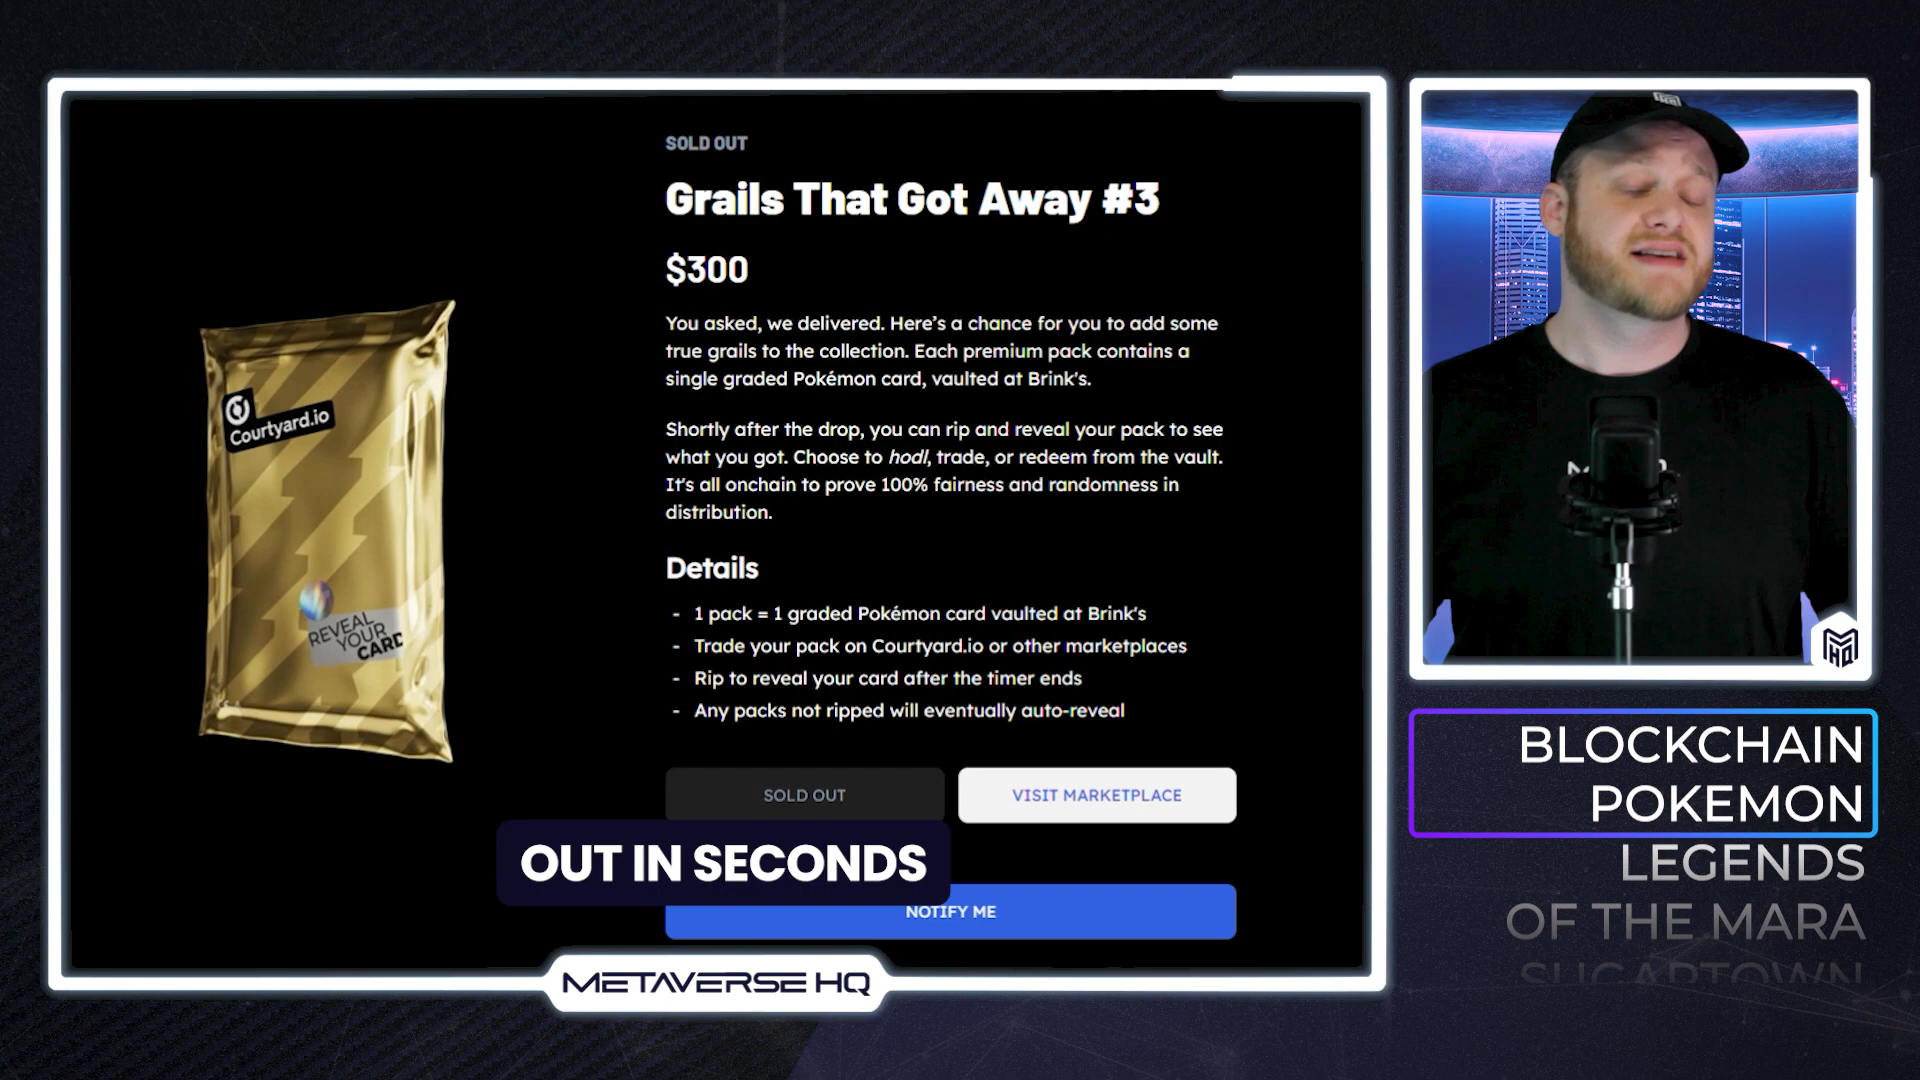 SOLD OUT
Grails That Got Away #3
$300
You asked, we delivered. Here's a chance for you to add some
true grails to the collection. Each premium pack contains a
single graded Pokémon card, vaulted at Brink's.
Shortly after the drop, you can rip and reveal your pack to see
what you got. Choose to hodl, trade, or redeem from the vault.
It's all onchain to prove 100% fairness and randomness in
distribution.
Details
- 1 pack = 1 graded Pokémon card vaulted at Brink's
- Trade your pack on Courtyard.io or other marketplaces
- Rip to reveal your card after the timer ends
- Any packs not ripped will eventually auto-reveal
SOLD OUT
VISIT MARKETPLACE
OUT IN SECONDS
NOTIFY ME
METAVERSE HQ
Courtyard.io
REVEAL
YOUR
CARD
MHQ
BLOCKCHAIN
POKEMON
LEGENDS
OF THE MARA
SUGARTOWN